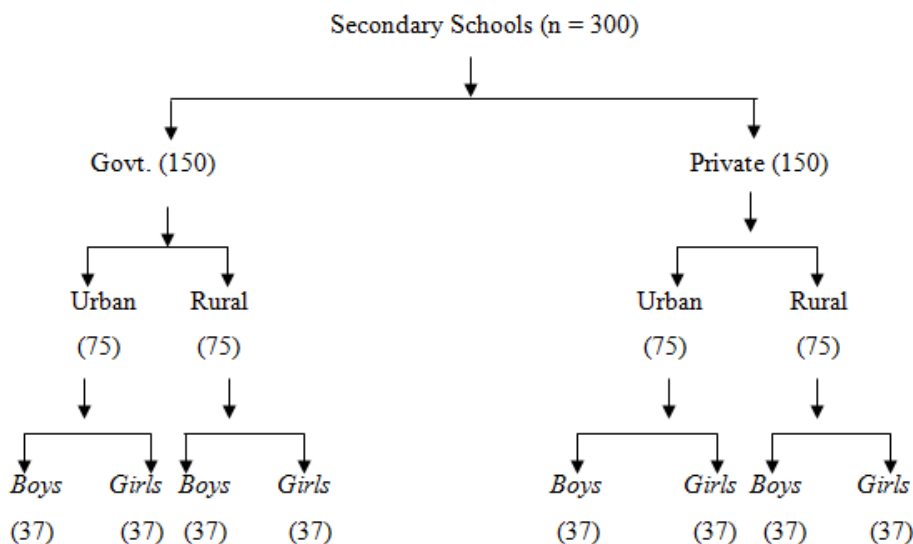 Secondary Schools (n = 300)
Govt. (150) Private (150)
Urban Rural Urban Rural
(75) (75) (75) (75)
Boys Girls Boys Girls Boys Girls Boys Girls
(37) (37) (37) (37) (37) (37) (37) (37)